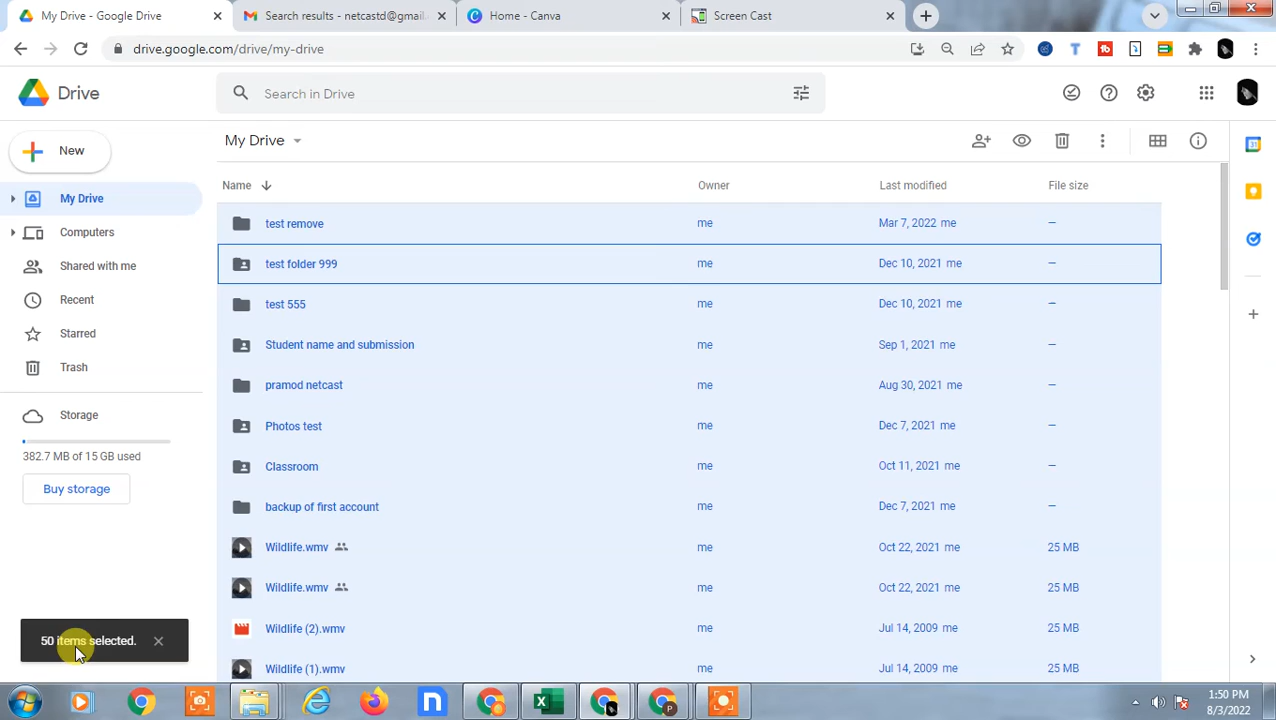 My Drive - Google Drive
Search results - netcastd@gmail
Home - Canva
Screen Cast
drive.google.com/drive/my-drive
Drive
Search in Drive
New
My Drive
Name
Owner
Last modified
File size
My Drive
Computers
Shared with me
Recent
Starred
Trash
Storage
382.7 MB of 15 GB used
Buy storage
test remove me Mar 7, 2022 me –
test folder 999 me Dec 10, 2021 me –
test 555 me Dec 10, 2021 me –
Student name and submission me Sep 1, 2021 me –
pramod netcast me Aug 30, 2021 me –
Photos test me Dec 7, 2021 me –
Classroom me Oct 11, 2021 me –
backup of first account me Dec 7, 2021 me –
Wildlife.wmv me Oct 22, 2021 me 25 MB
Wildlife.wmv me Oct 22, 2021 me 25 MB
Wildlife (2).wmv me Jul 14, 2009 me 25 MB
Wildlife (1).wmv me Jul 14, 2009 me 25 MB
50 items selected.
1:50 PM
8/3/2022